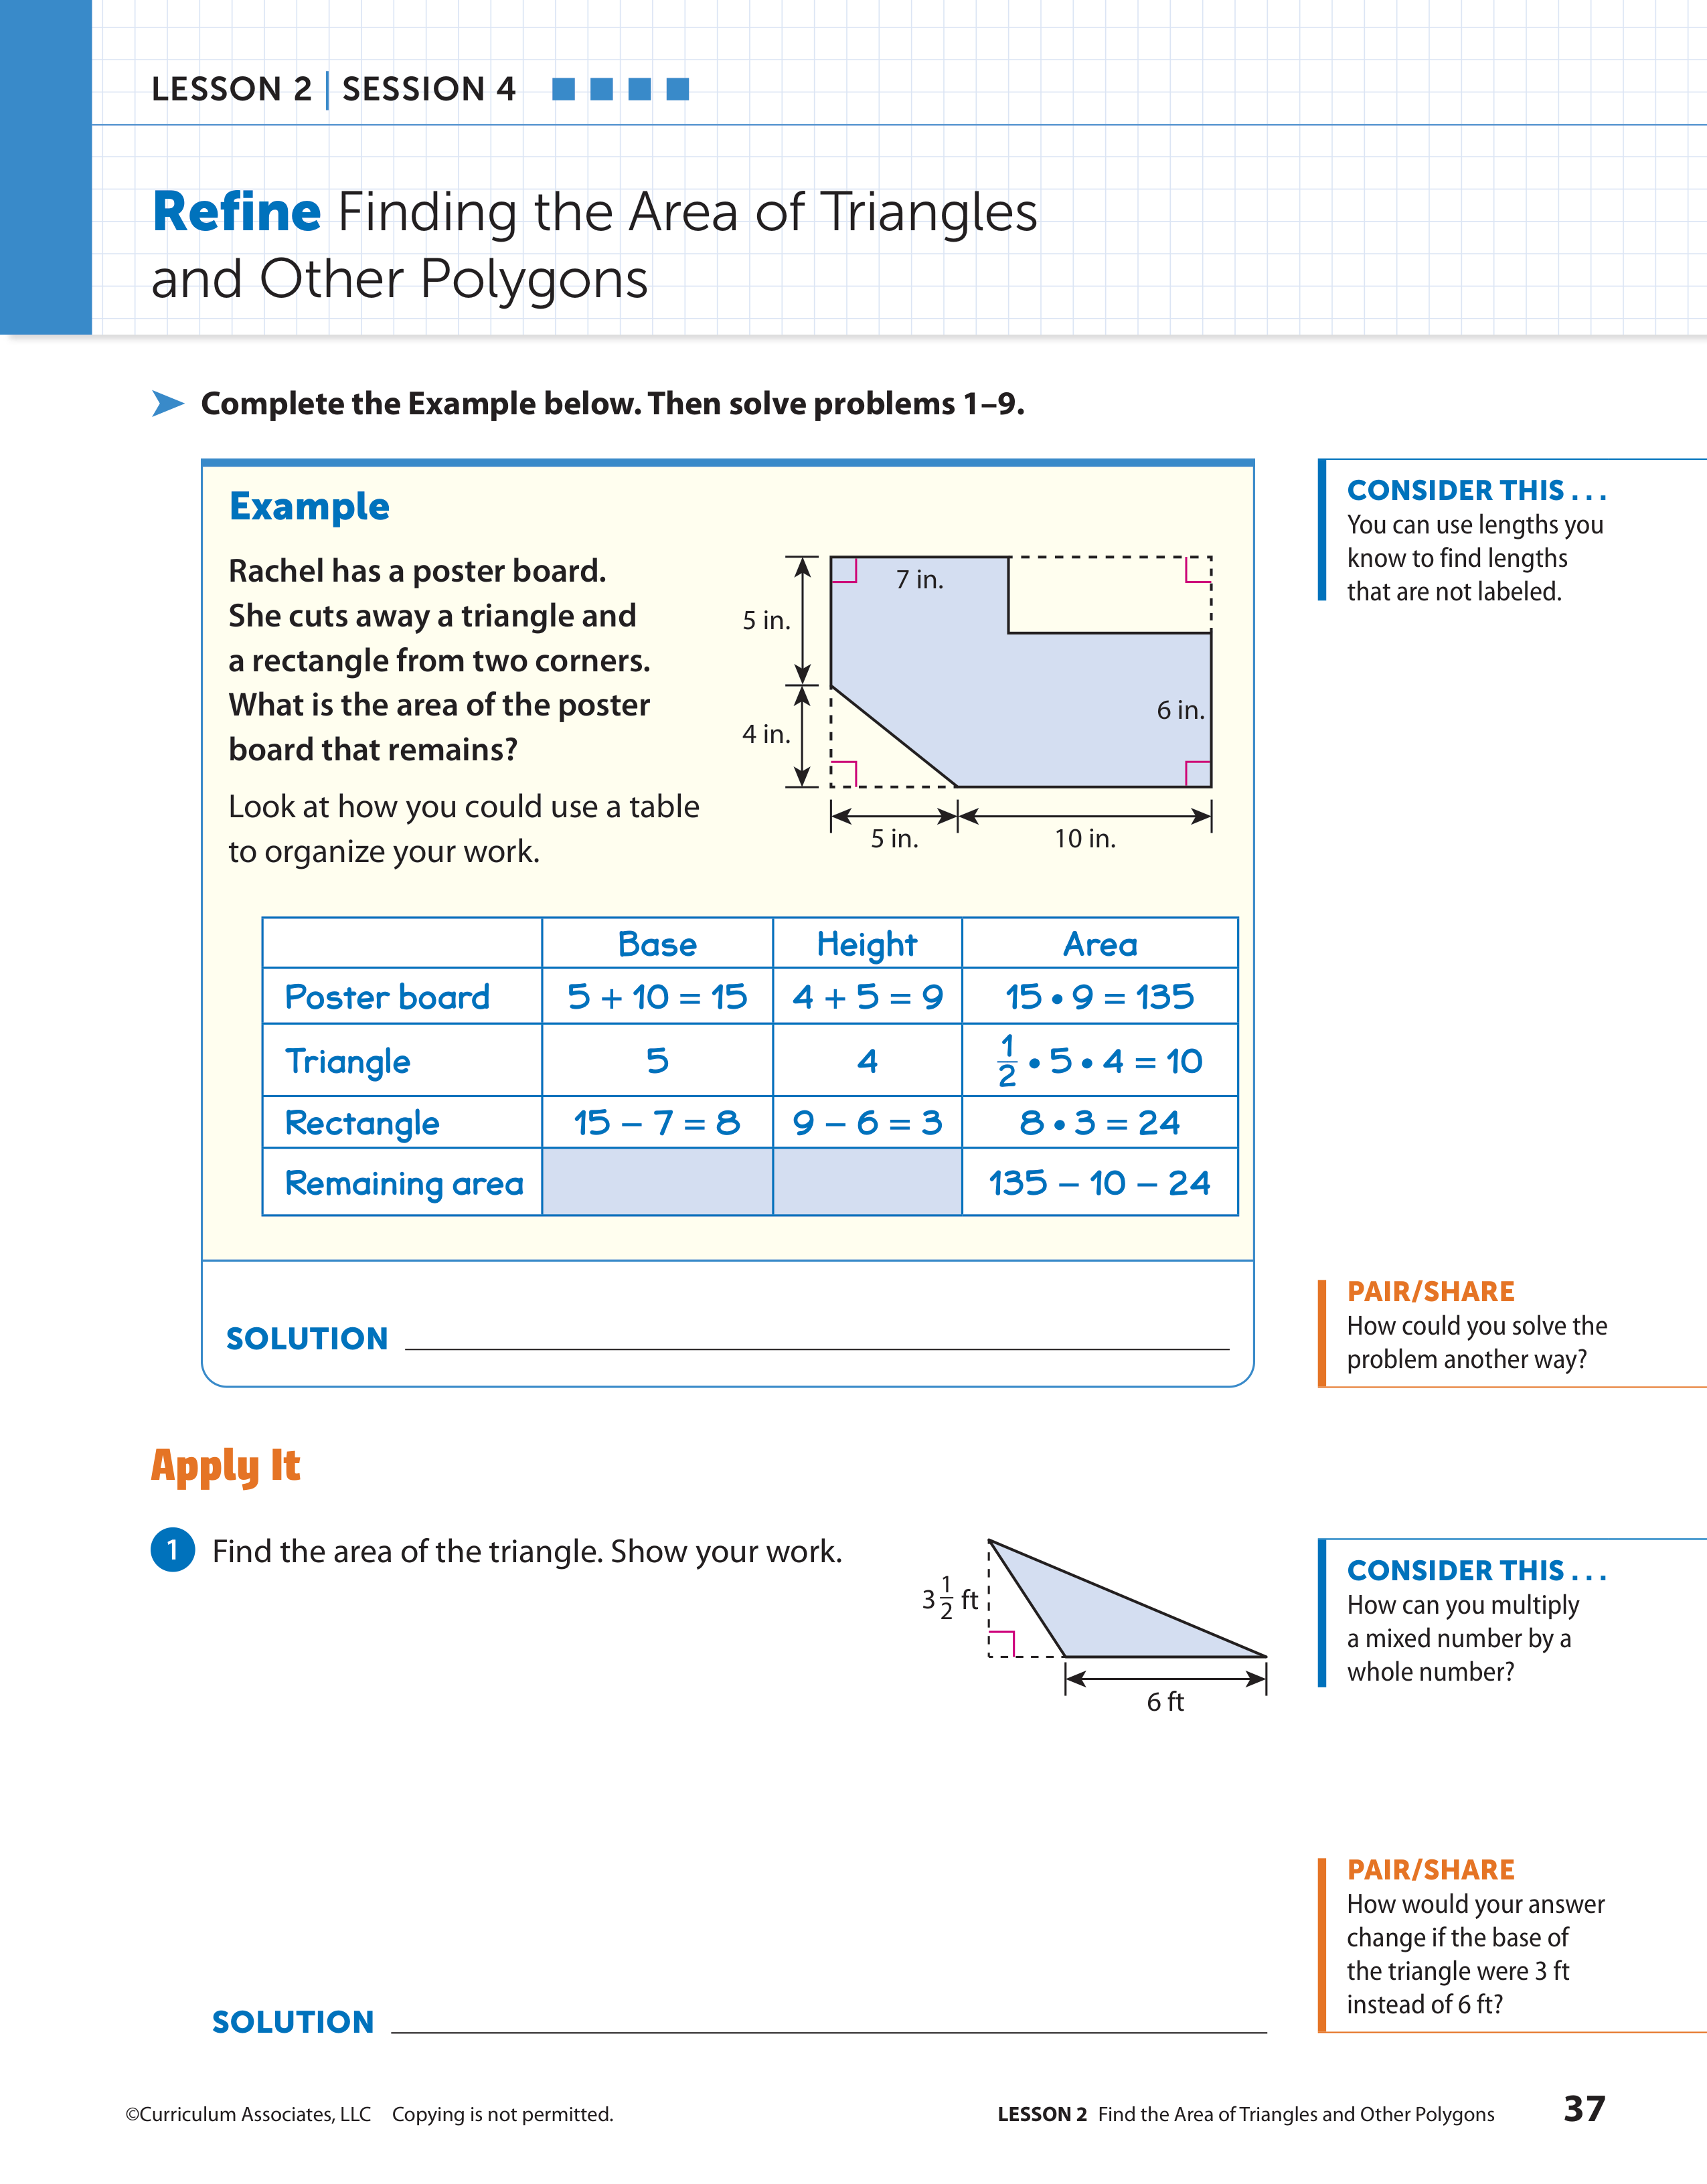 LESSON 2 | SESSION 4
Refine Finding the Area of Triangles
and Other Polygons
Complete the Example below. Then solve problems 1–9.
Example
Rachel has a poster board.
She cuts away a triangle and
a rectangle from two corners.
What is the area of the poster
board that remains?
Look at how you could use a table
to organize your work.
7 in.
5 in.
6 in.
4 in.
5 in.
10 in.
Base Height Area
Poster board 5 + 10 = 15 4 + 5 = 9 15 • 9 = 135
Triangle 5 4 1/2 • 5 • 4 = 10
Rectangle 15 – 7 = 8 9 – 6 = 3 8 • 3 = 24
Remaining area 135 – 10 – 24
SOLUTION
CONSIDER THIS . . .
You can use lengths you
know to find lengths
that are not labeled.
PAIR/SHARE
How could you solve the
problem another way?
Apply It
1 Find the area of the triangle. Show your work.
3 1/2 ft
6 ft
SOLUTION
CONSIDER THIS . . .
How can you multiply
a mixed number by a
whole number?
PAIR/SHARE
How would your answer
change if the base of
the triangle were 3 ft
instead of 6 ft?
©Curriculum Associates, LLC Copying is not permitted.
LESSON 2 Find the Area of Triangles and Other Polygons 37